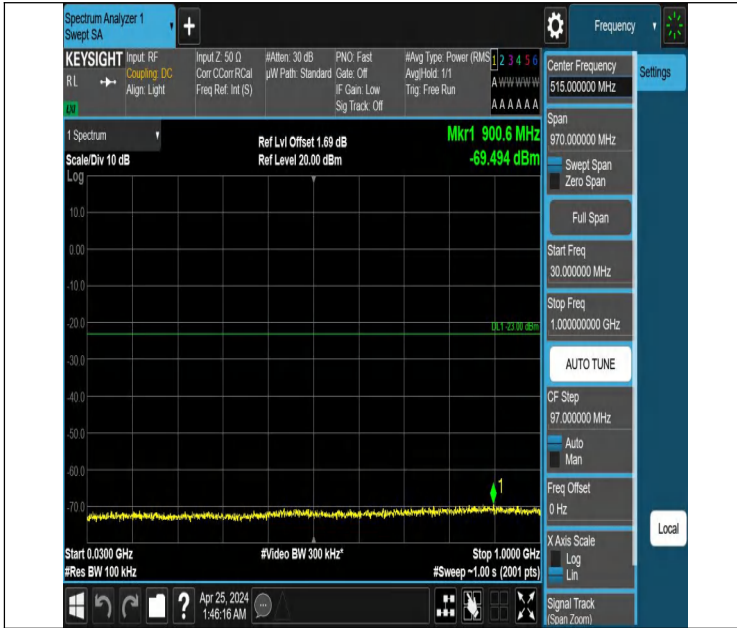 Spectrum Analyzer 1
Swept SA
+
Frequency
KEYSIGHT
RL
Input: RF
Coupling: DC
Align: Light
Input Z: 50 Ω
Corr CCorr RCal
Freq Ref: Int (S)
#Atten: 30 dB
µW Path: Standard
PNO: Fast
Gate: Off
IF Gain: Low
Sig Track: Off
#Avg Type: Power (RMS
Avg|Hold: 1/1
Trig: Free Run
1 2 3 4 5 6
A W W W W W
A A A A A A
1 Spectrum
Scale/Div 10 dB
Log
Ref Lvl Offset 1.69 dB
Ref Level 20.00 dBm
Mkr1 900.6 MHz
-69.494 dBm
10.0
0.00
-10.0
-20.0
DL1 -23.00 dBm
-30.0
-40.0
-50.0
-60.0
1
-70.0
Start 0.0300 GHz
#Res BW 100 kHz
#Video BW 300 kHz*
Stop 1.0000 GHz
#Sweep ~1.00 s (2001 pts)
?
Apr 25, 2024
1:46:16 AM
Center Frequency
515.000000 MHz
Settings
Span
970.000000 MHz
Swept Span
Zero Span
Full Span
Start Freq
30.000000 MHz
Stop Freq
1.000000000 GHz
AUTO TUNE
CF Step
97.000000 MHz
Auto
Man
Freq Offset
0 Hz
X Axis Scale
Log
Lin
Signal Track
(Span Zoom)
Local